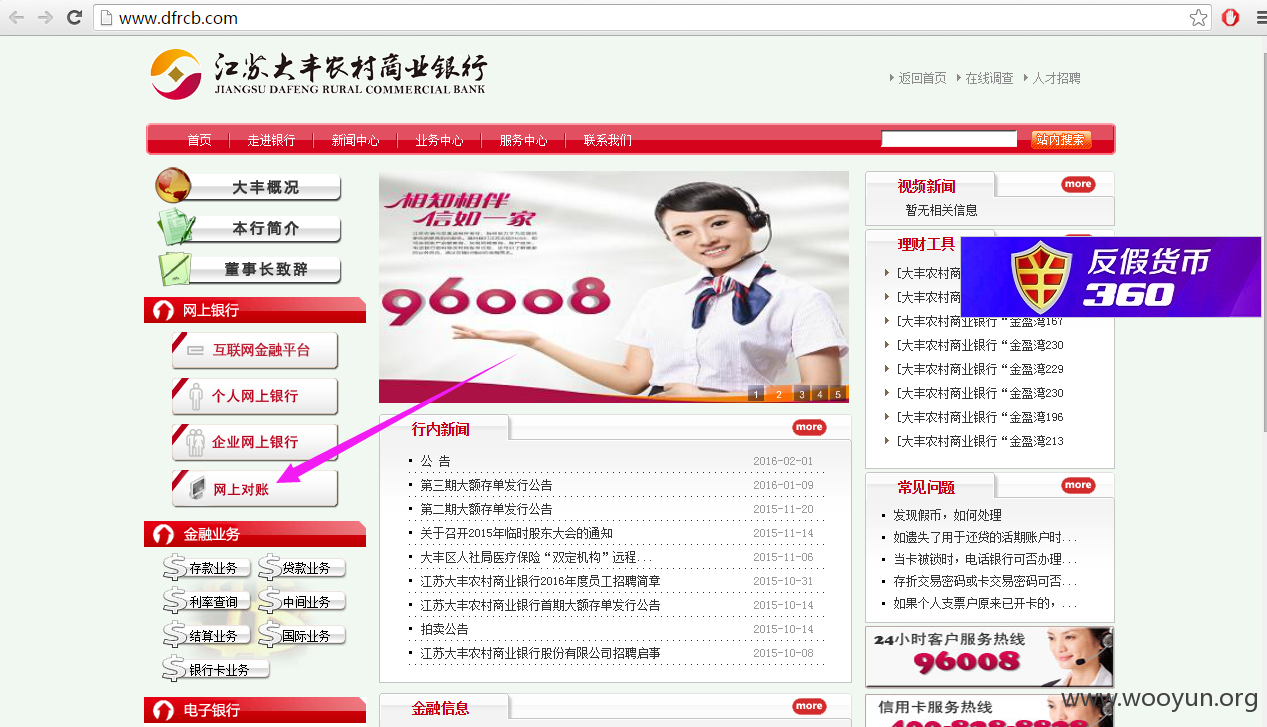 www.dfrcb.com
江苏大丰农村商业银行
JIANGSU DAFENG RURAL COMMERCIAL BANK
返回首页 在线调查 人才招聘
首页 走进银行 新闻中心 业务中心 服务中心 联系我们 站内搜索
大丰概况
本行简介
董事长致辞
网上银行
互联网金融平台
个人网上银行
企业网上银行
网上对账
金融业务
存款业务 贷款业务
利率查询 中间业务
结算业务 国际业务
银行卡业务
电子银行
相知相伴
信如一家
96008
1 2 3 4 5
行内新闻 more
公 告 2016-02-01
第三期大额存单发行公告 2016-01-09
第二期大额存单发行公告 2015-11-20
关于召开2015年临时股东大会的通知 2015-11-14
大丰区人社局医疗保险“双定机构”远程... 2015-11-06
江苏大丰农村商业银行2016年度员工招聘简章 2015-10-31
江苏大丰农村商业银行首期大额存单发行公告 2015-10-14
拍卖公告 2015-10-14
江苏大丰农村商业银行股份有限公司招聘启事 2015-10-08
金融信息 more
视频新闻 more
暂无相关信息
理财工具
反假货币
360
[大丰农村
[大丰农村
[大丰农村商业银行“金盈湾167
[大丰农村商业银行“金盈湾230
[大丰农村商业银行“金盈湾229
[大丰农村商业银行“金盈湾230
[大丰农村商业银行“金盈湾196
[大丰农村商业银行“金盈湾213
常见问题 more
发现假币，如何处理
如遗失了用于还贷的活期账户时...
当卡被锁时，电话银行可否办理...
存折交易密码或卡交易密码可否...
如果个人支票户原来已开卡的，...
24小时客户服务热线
96008
信用卡服务热线
www.wooyun.org